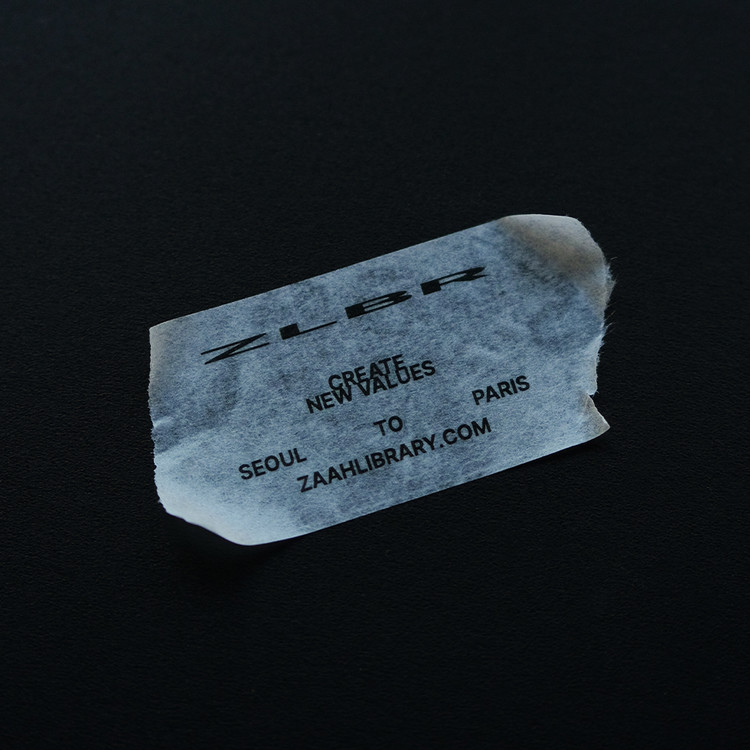 ZLBR
CREATE
NEW VALUES
SEOUL TO PARIS
ZAAHLIBRARY.COM